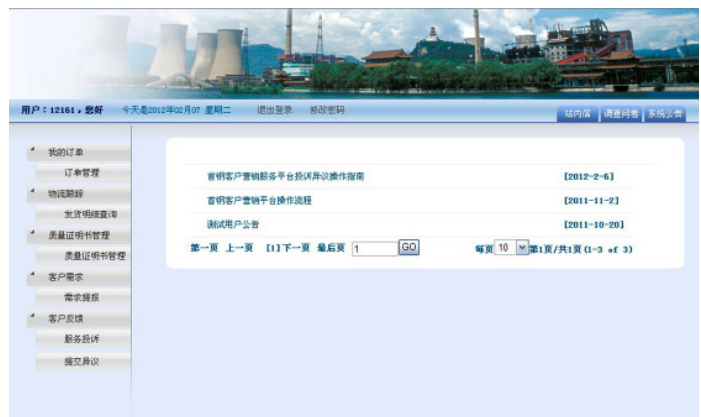 用户：12161，您好 今天是2012年02月07 星期二 退出登录 修改密码 站内信 调查问卷 系统公告
我的订单
订单管理
物流跟踪
发货明细查询
质量证明书管理
质量证明书管理
客户需求
需求提报
客户反馈
服务投诉
提交异议
首钢客户营销服务平台投诉异议操作指南 [2012-2-6]
首钢客户营销平台操作流程 [2011-11-2]
测试用户公告 [2011-10-20]
第一页 上一页 [1]下一页 最后页 1 GO 每页 10 第1页/共1页(1-3 of 3)